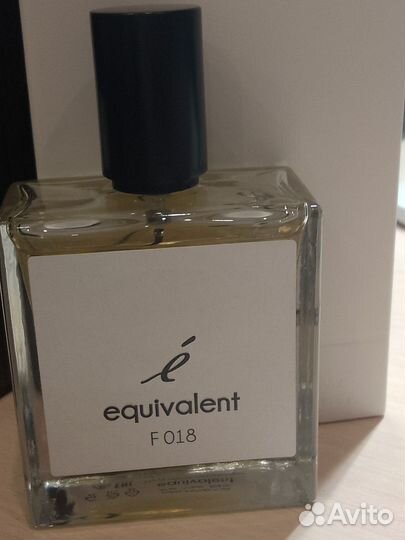 é
equivalent
F 018
Avito